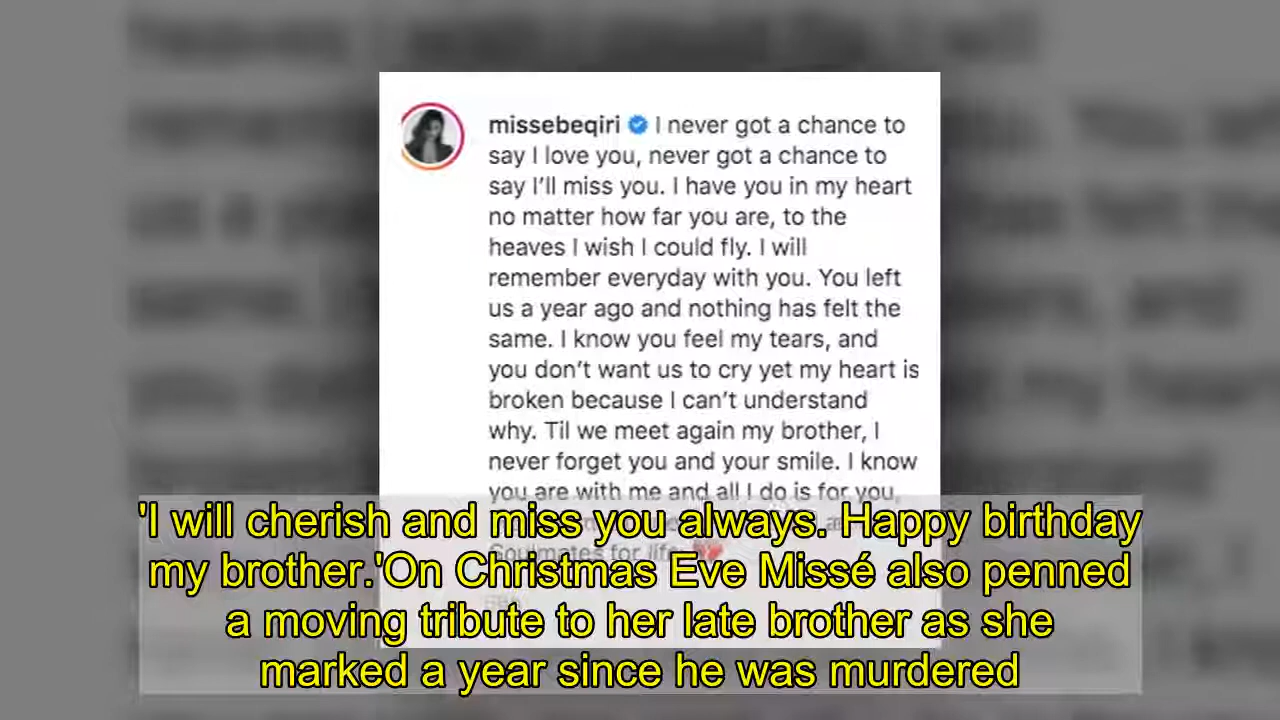 missebeqiri I never got a chance to
say I love you, never got a chance to
say I'll miss you. I have you in my heart
no matter how far you are, to the
heaves I wish I could fly. I will
remember everyday with you. You left
us a year ago and nothing has felt the
same. I know you feel my tears, and
you don't want us to cry yet my heart is
broken because I can't understand
why. Til we meet again my brother, I
never forget you and your smile. I know
you are with me and all I do is for you,
Soulmates for life
'I will cherish and miss you always. Happy birthday
my brother.'On Christmas Eve Missé also penned
a moving tribute to her late brother as she
marked a year since he was murdered